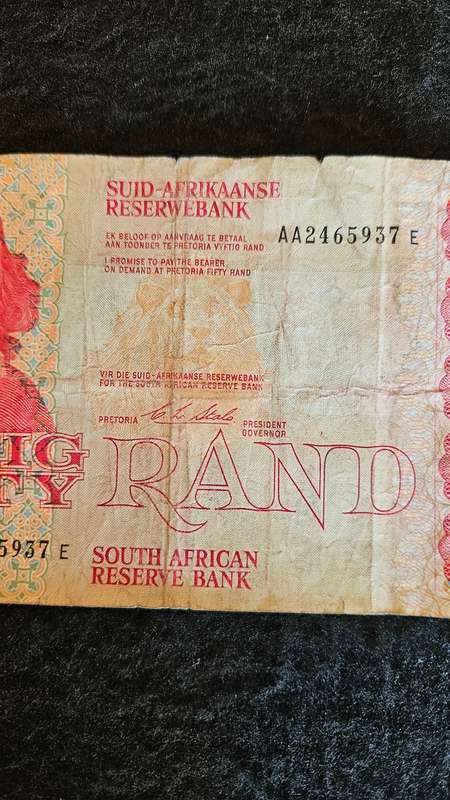 SUID-AFRIKAANSE
RESERWEBANK
EK BELOOF OP AANVRAAG TE BETAAL
AAN TOONDER TE PRETORIA VYFTIG RAND
AA2465937 E
I PROMISE TO PAY THE BEARER
ON DEMAND AT PRETORIA FIFTY RAND
VIR DIE SUID-AFRIKAANSE RESERWEBANK
FOR THE SOUTH AFRICAN RESERVE BANK
PRETORIA
PRESIDENT
GOVERNOR
IG
TY
RAND
5937 E
SOUTH AFRICAN
RESERVE BANK